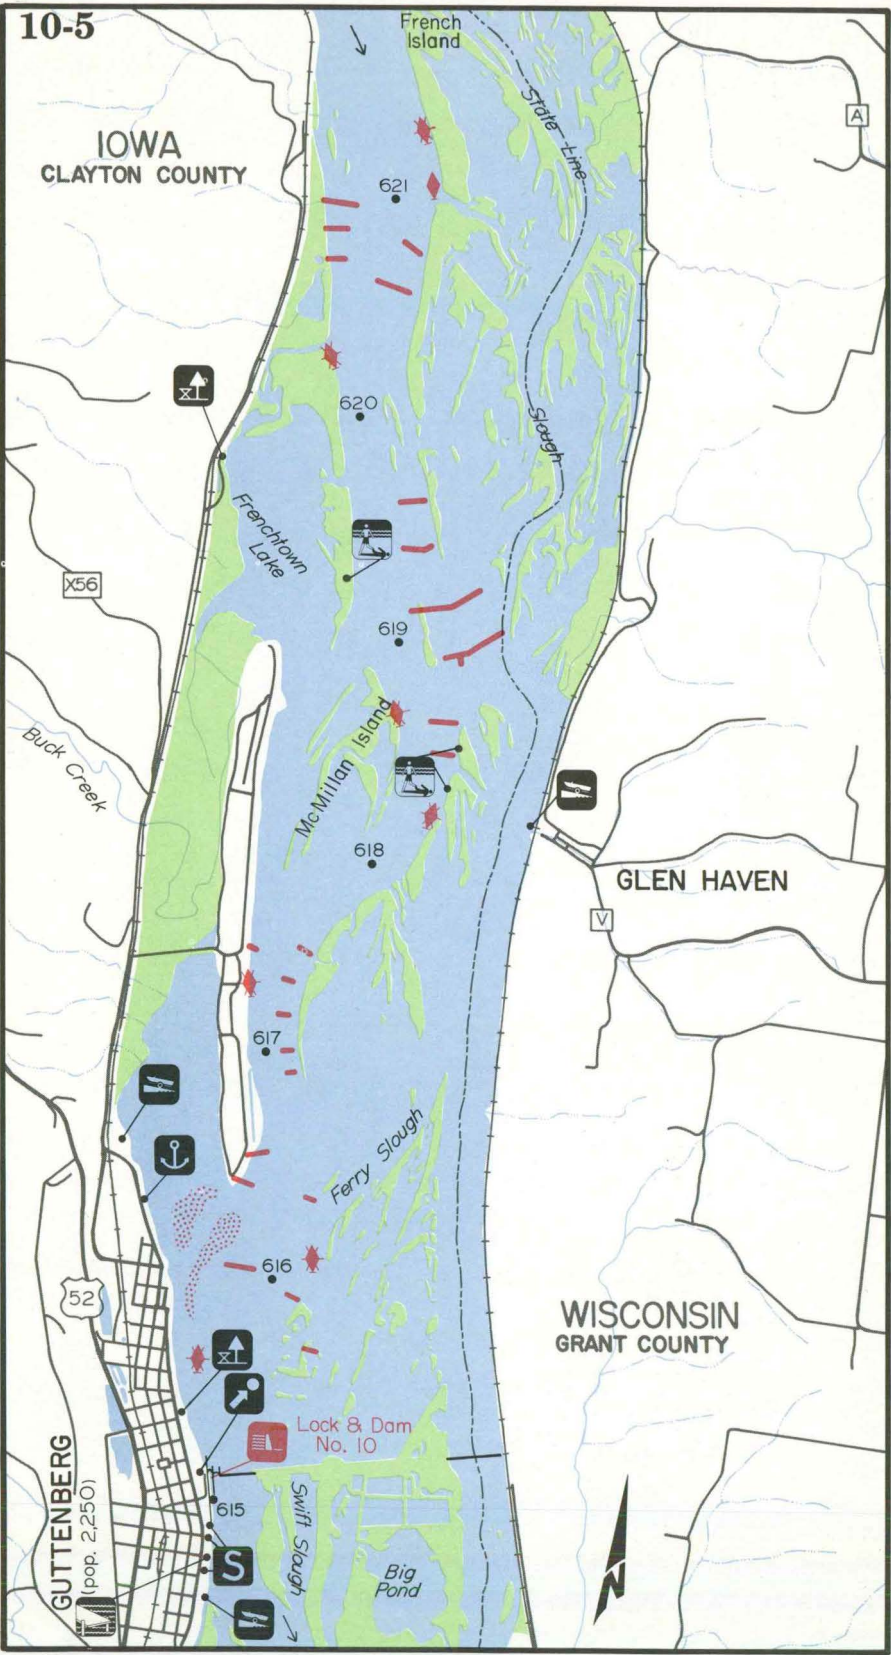 10-5
French
Island
IOWA
CLAYTON COUNTY
State Line
A
621
620
Slough
Frenchtown
Lake
X56
619
McMillan Island
Buck Creek
618
GLEN HAVEN
V
617
Ferry Slough
616
52
WISCONSIN
GRANT COUNTY
Lock & Dam
No. 10
GUTTENBERG
(pop. 2,250)
615
Swift Slough
S
Big
Pond
N